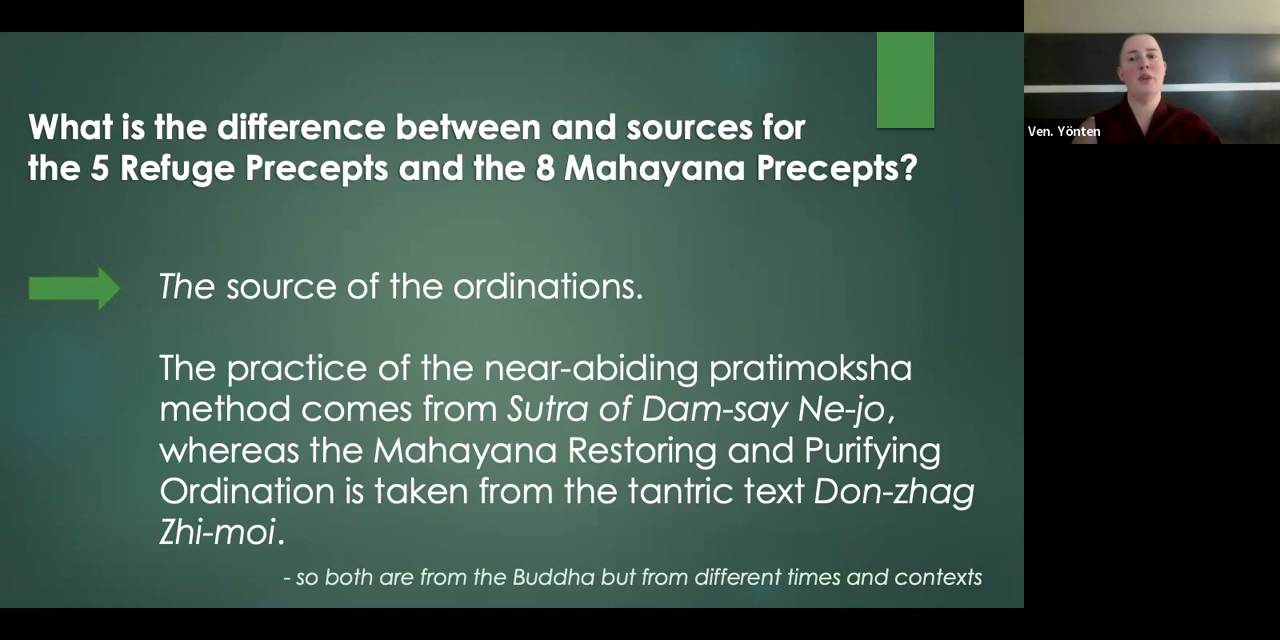 What is the difference between and sources for
the 5 Refuge Precepts and the 8 Mahayana Precepts?
The source of the ordinations.
The practice of the near-abiding pratimoksha
method comes from Sutra of Dam-say Ne-jo,
whereas the Mahayana Restoring and Purifying
Ordination is taken from the tantric text Don-zhag
Zhi-moi.
- so both are from the Buddha but from different times and contexts
Ven. Yönten